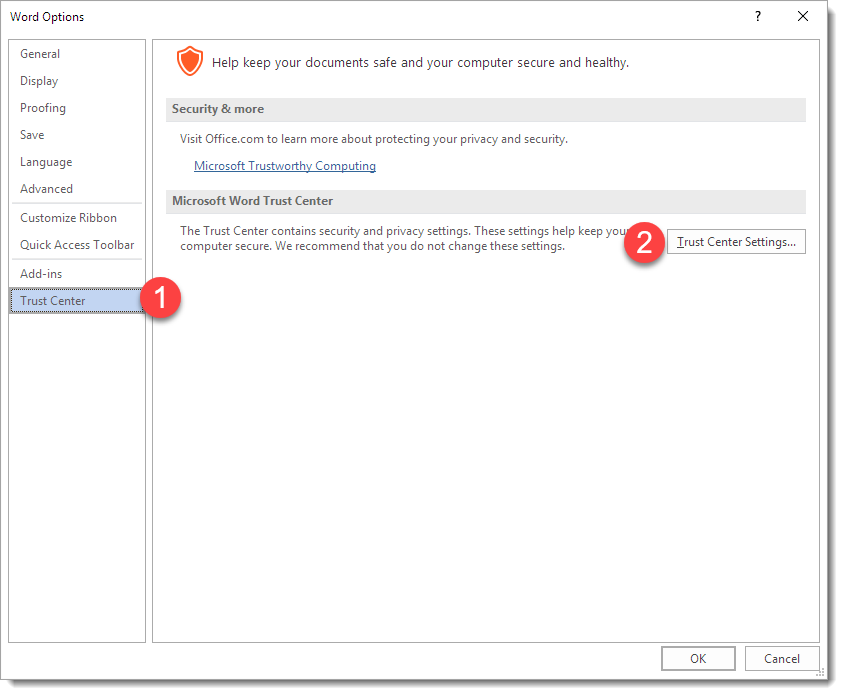 Word Options
?
General
Display
Proofing
Save
Language
Advanced
Customize Ribbon
Quick Access Toolbar
Add-ins
Trust Center
1
Help keep your documents safe and your computer secure and healthy.
Security & more
Visit Office.com to learn more about protecting your privacy and security.
Microsoft Trustworthy Computing
Microsoft Word Trust Center
The Trust Center contains security and privacy settings. These settings help keep your
computer secure. We recommend that you do not change these settings.
2
Trust Center Settings...
OK
Cancel